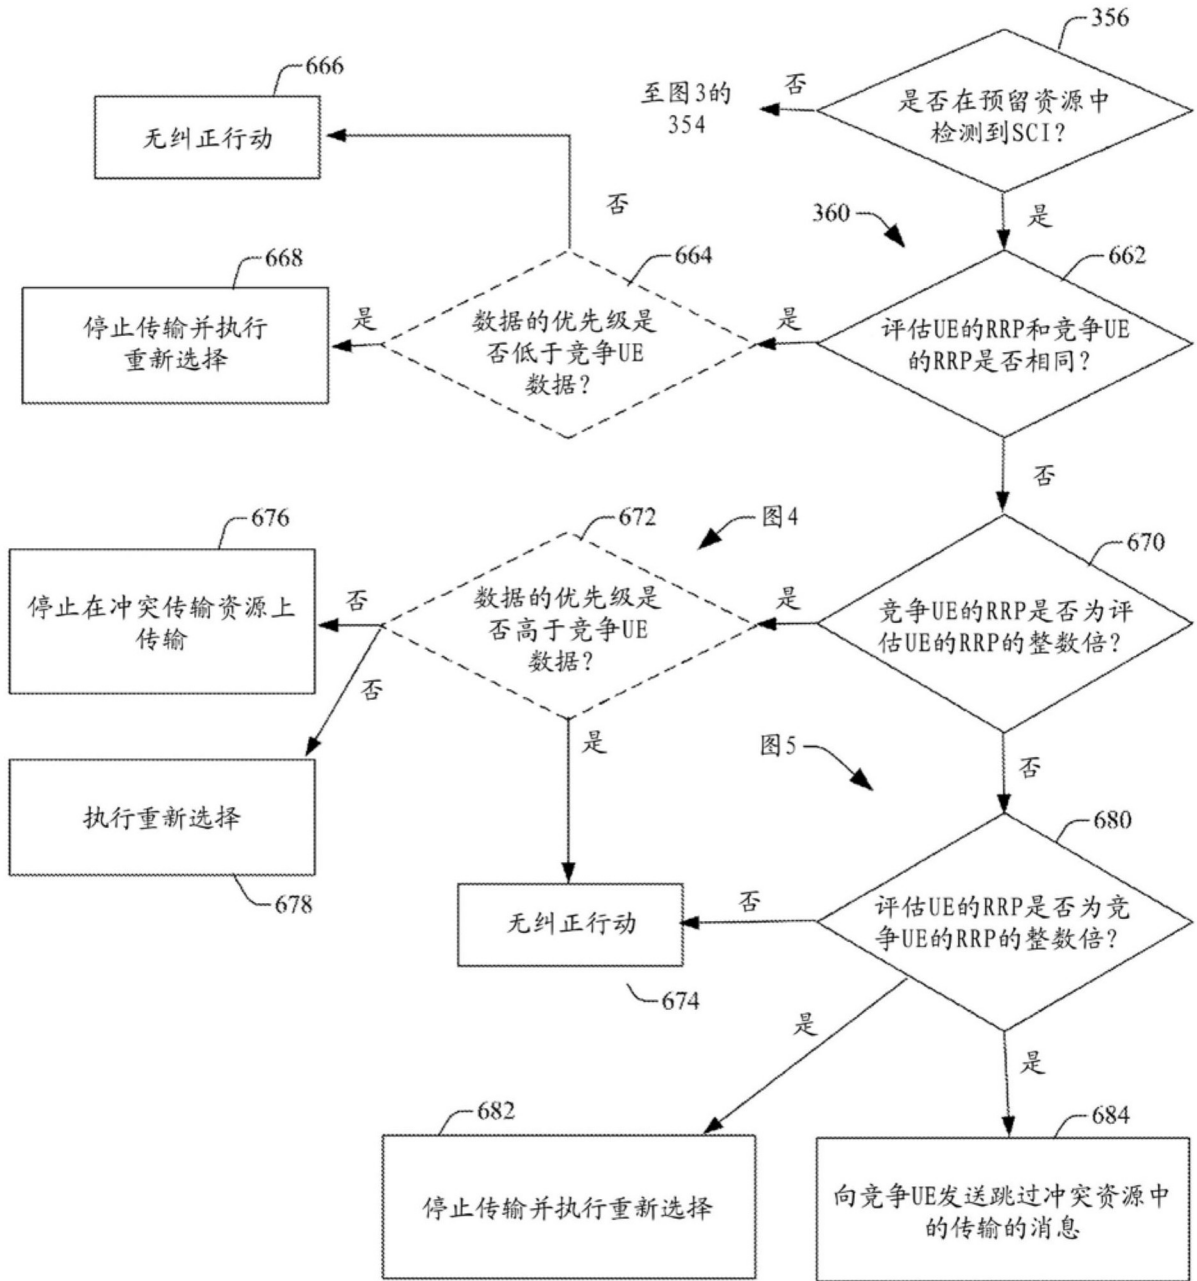 356
是否在预留资源中
检测到SCI?
否
至图3的
354
666
无纠正行动
否
是
360
662
评估UE的RRP和竞争UE
的RRP是否相同?
是
664
数据的优先级是
否低于竞争UE
数据?
是
668
停止传输并执行
重新选择
否
670
竞争UE的RRP是否为评
估UE的RRP的整数倍?
图4
是
672
数据的优先级是
否高于竞争UE
数据?
否
676
停止在冲突传输资源上
传输
否
执行重新选择
678
是
图5
否
680
评估UE的RRP是否为竞
争UE的RRP的整数倍?
否
无纠正行动
674
是
是
682
停止传输并执行重新选择
684
向竞争UE发送跳过冲突资源中
的传输的消息